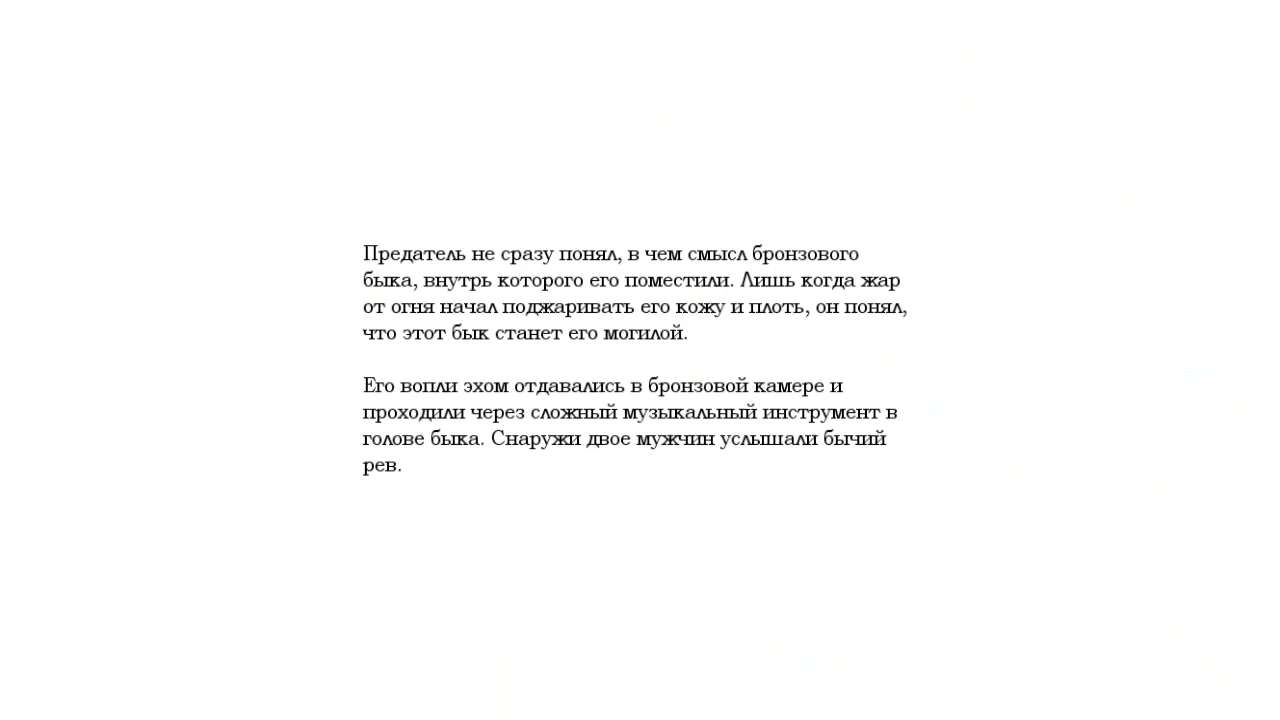 Предатель не сразу понял, в чем смысл бронзового
быка, внутрь которого его поместили. Лишь когда жар
от огня начал поджаривать его кожу и плоть, он понял,
что этот бык станет его могилой.
Его вопли эхом отдавались в бронзовой камере и
проходили через сложный музыкальный инструмент в
голове быка. Снаружи двое мужчин услышали бычий
рев.